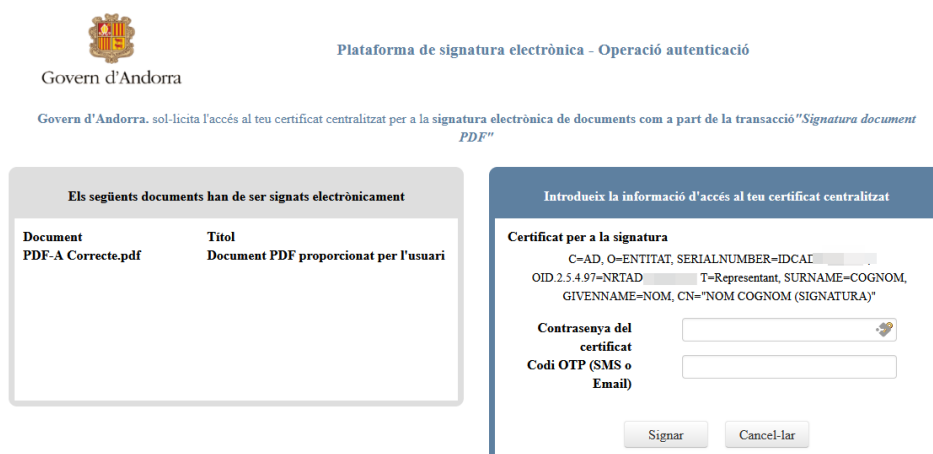 Govern d'Andorra
Plataforma de signatura electrònica - Operació autenticació
Govern d'Andorra. sol-licita l'accés al teu certificat centralitzat per a la signatura electrònica de documents com a part de la transacció"Signatura document
PDF"
Els següents documents han de ser signats electrònicament
Document Títol
PDF-A Correcte.pdf Document PDF proporcionat per l'usuari
Introdueix la informació d'accés al teu certificat centralitzat
Certificat per a la signatura
C=AD, O=ENTITAT, SERIALNUMBER=IDCAD
OID.2.5.4.97=NRTAD T=Representant, SURNAME=COGNOM,
GIVENNAME=NOM, CN="NOM COGNOM (SIGNATURA)"
Contrasenya del
certificat
Codi OTP (SMS o
Email)
Signar Cancel-lar